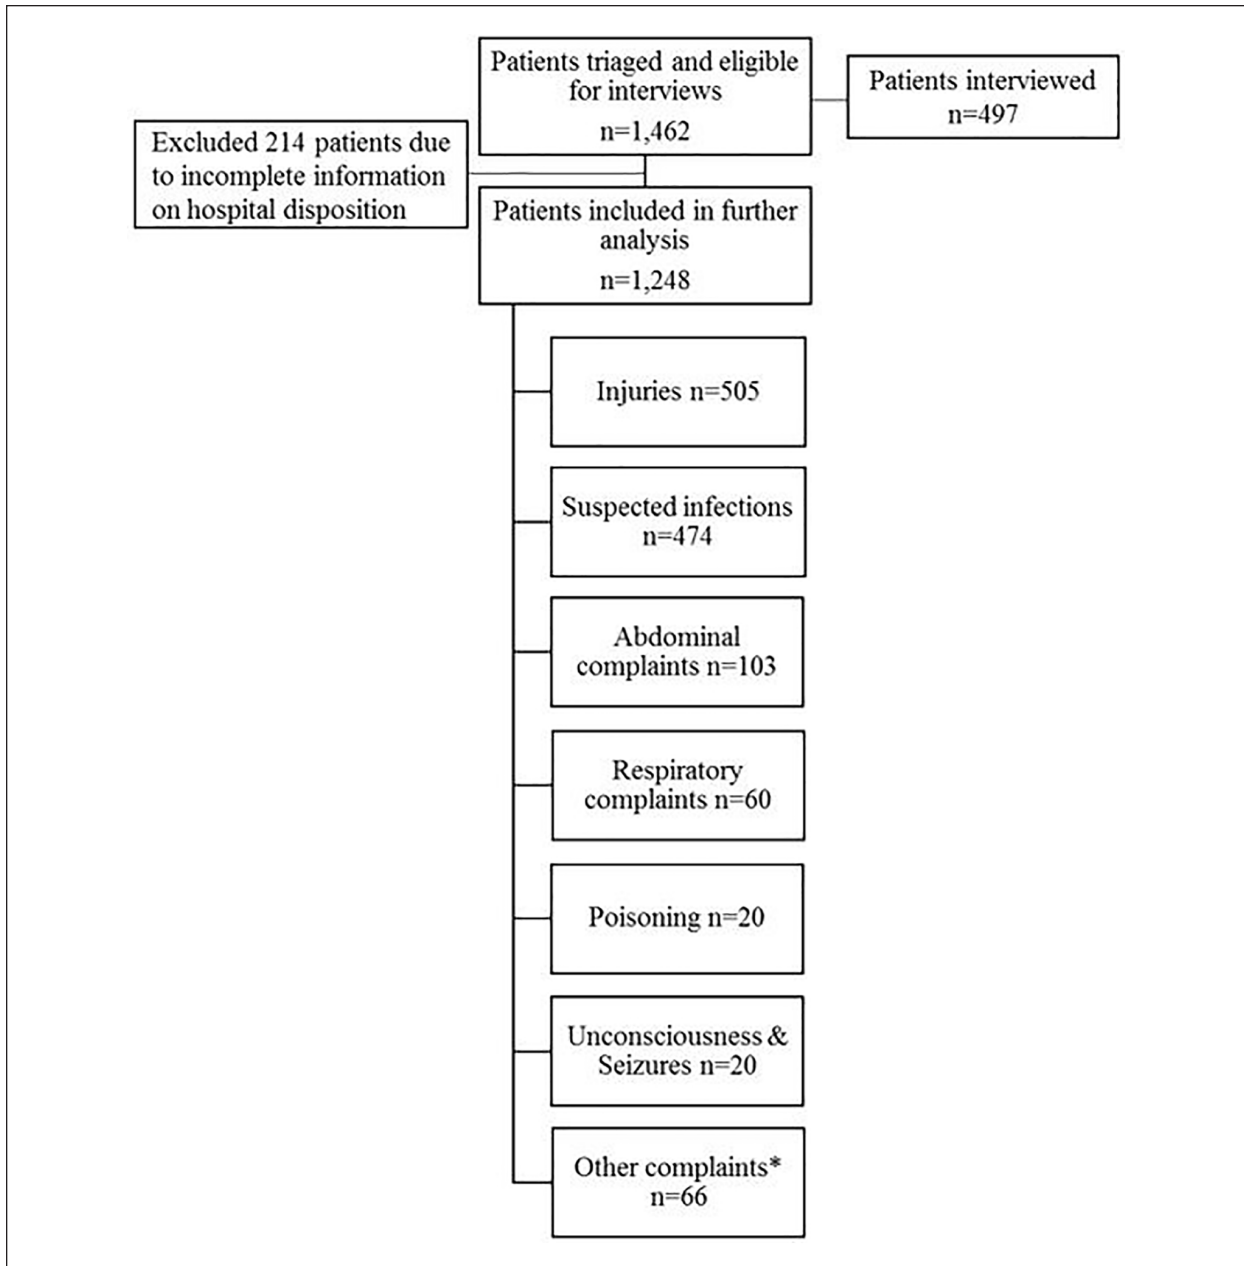 Patients triaged and eligible
for interviews
n=1,462
Patients interviewed
n=497
Excluded 214 patients due
to incomplete information
on hospital disposition
Patients included in further
analysis
n=1,248
Injuries n=505
Suspected infections
n=474
Abdominal
complaints n=103
Respiratory
complaints n=60
Poisoning n=20
Unconsciousness &
Seizures n=20
Other complaints*
n=66